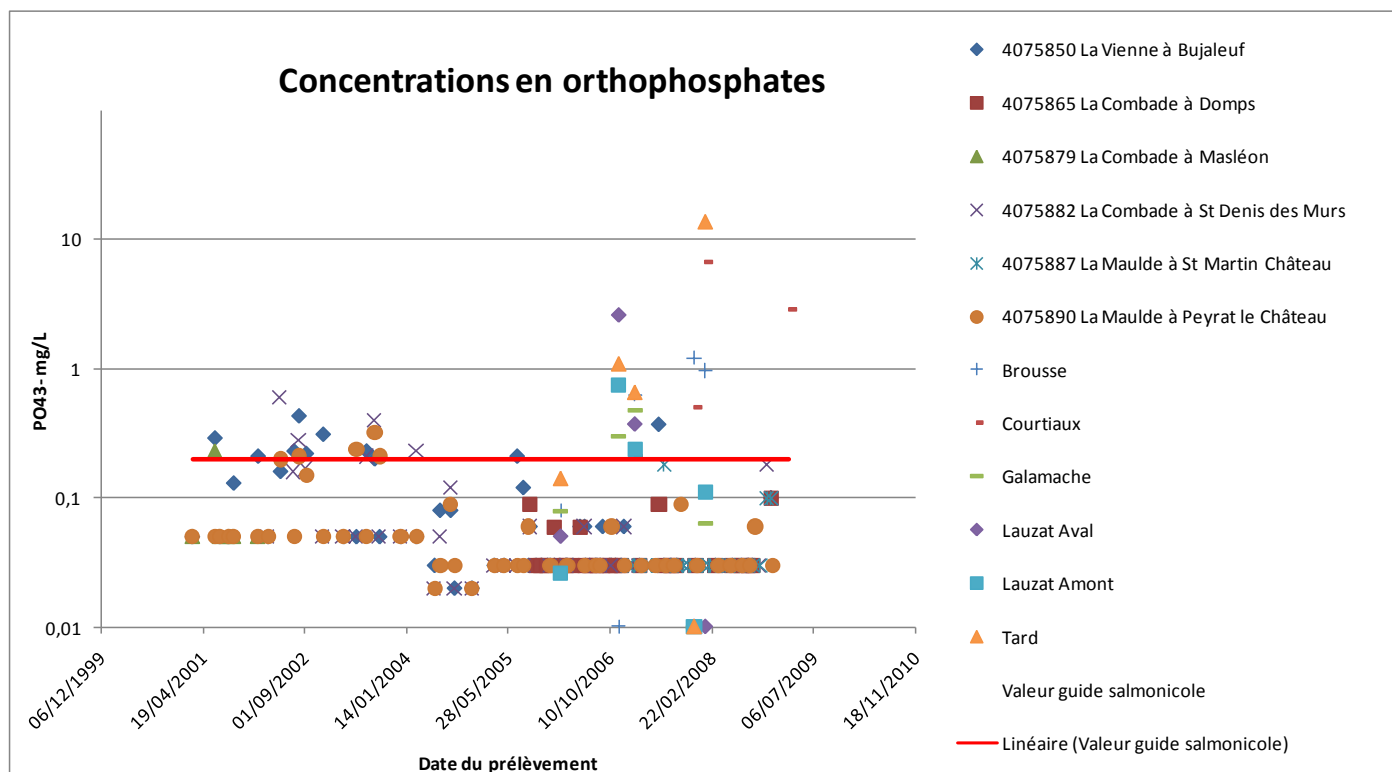 Concentrations en orthophosphates
PO43- mg/L
10
1
0,1
0,01
06/12/1999
19/04/2001
01/09/2002
14/01/2004
28/05/2005
10/10/2006
22/02/2008
06/07/2009
18/11/2010
Date du prélèvement
4075850 La Vienne à Bujaleuf
4075865 La Combade à Domps
4075879 La Combade à Masléon
4075882 La Combade à St Denis des Murs
4075887 La Maulde à St Martin Château
4075890 La Maulde à Peyrat le Château
Brousse
Courtiaux
Galamache
Lauzat Aval
Lauzat Amont
Tard
Valeur guide salmonicole
Linéaire (Valeur guide salmonicole)